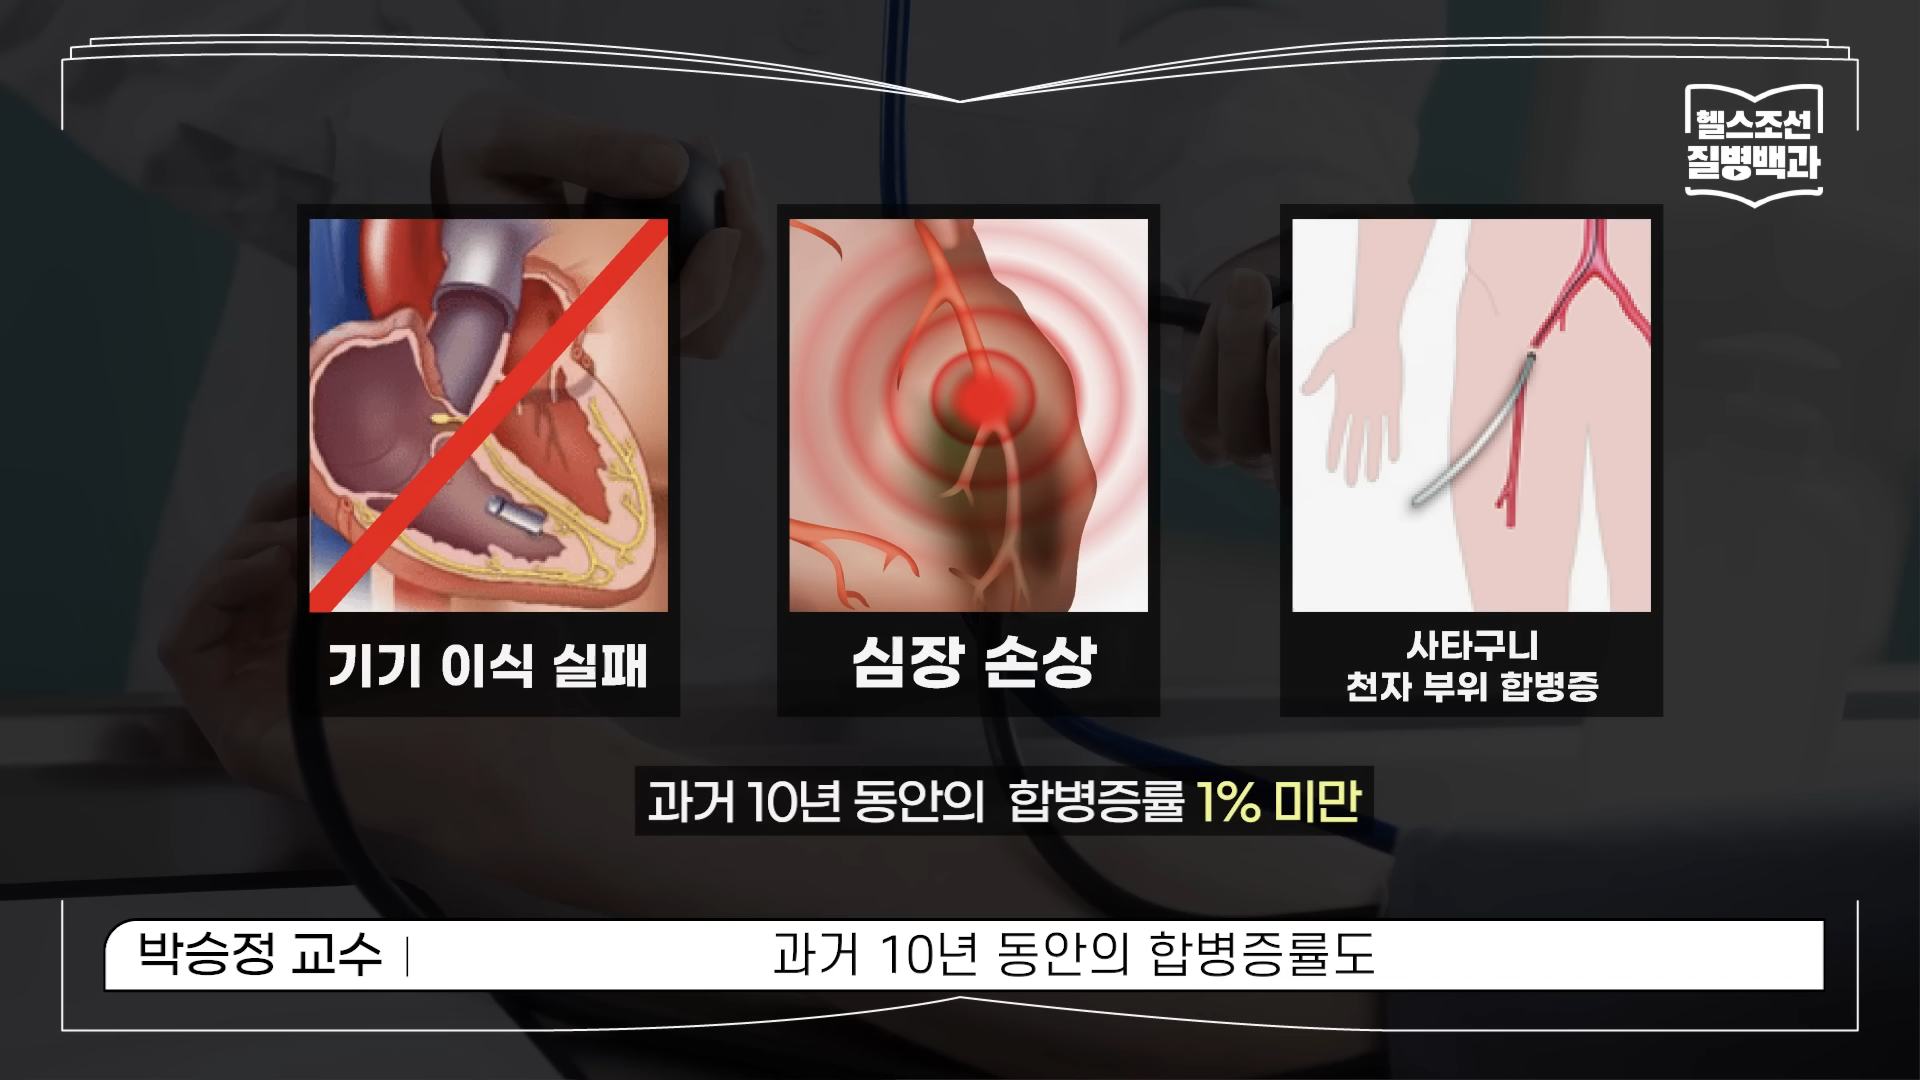 헬스조선
질병백과
기기 이식 실패
심장 손상
사타구니
천자 부위 합병증
과거 10년 동안의 합병증률 1% 미만
박승정 교수
과거 10년 동안의 합병증률도